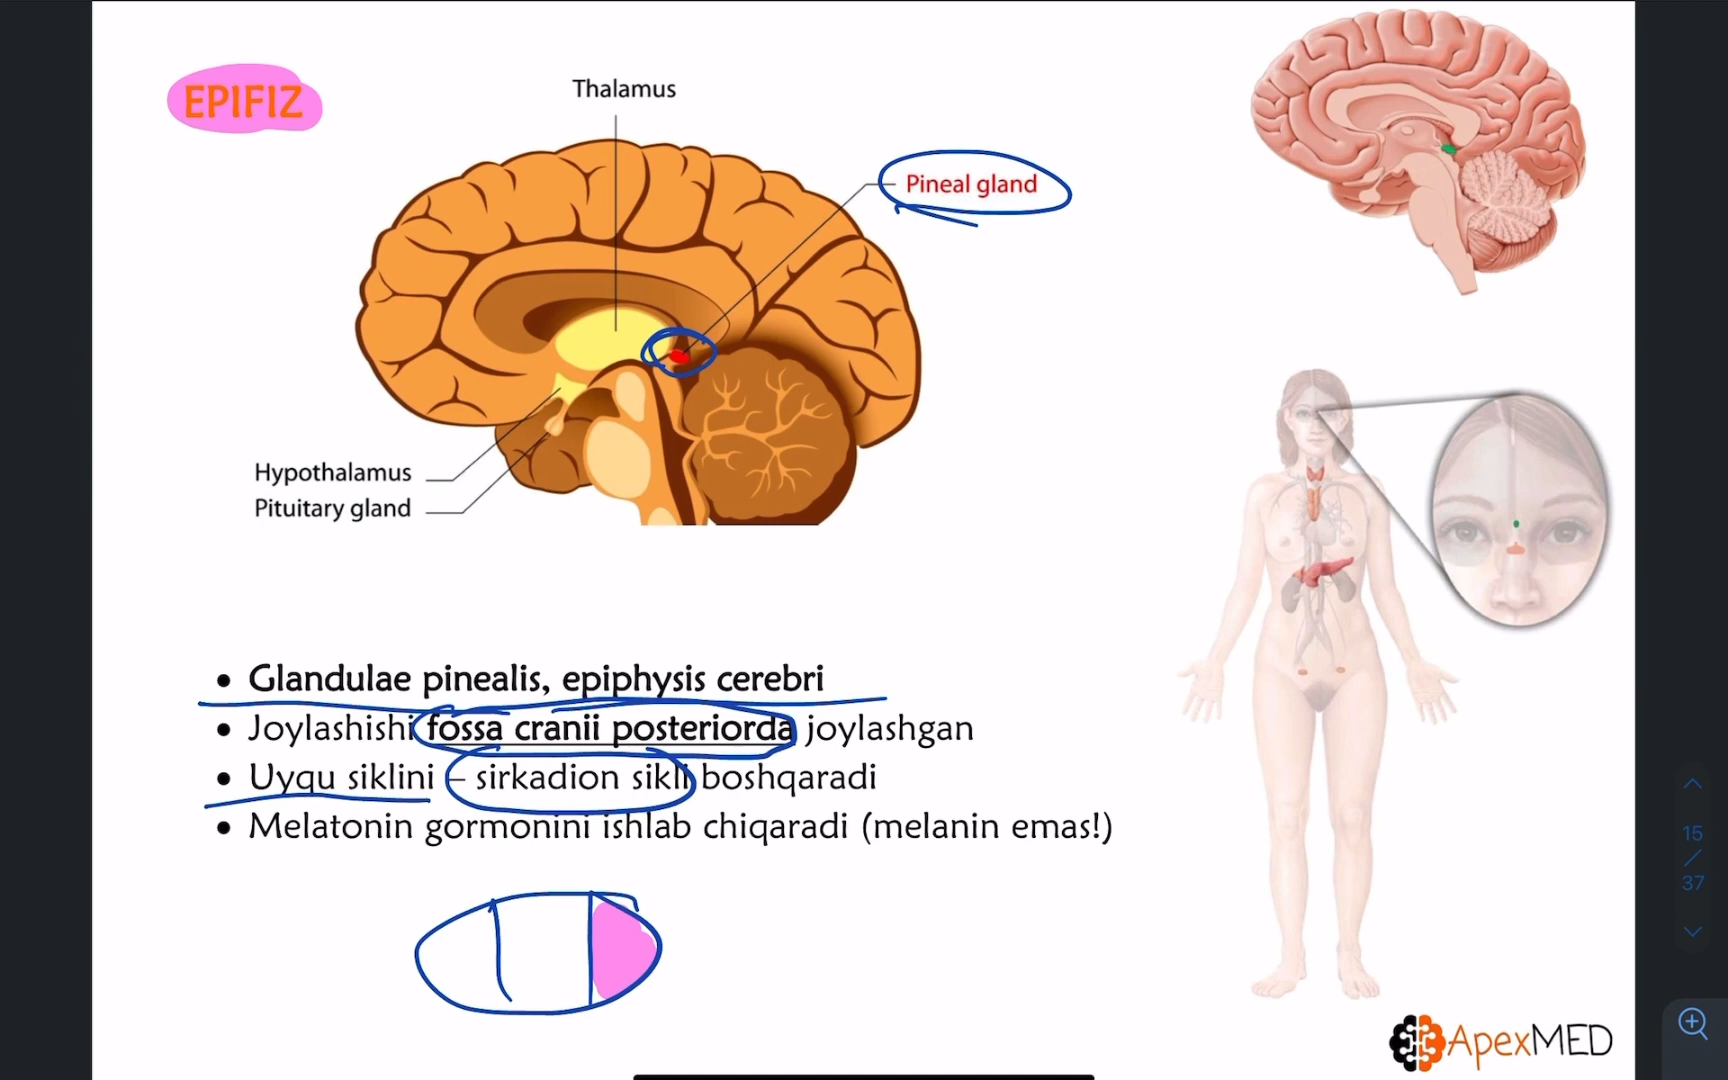 EPIFIZ
Thalamus
Pineal gland
Hypothalamus
Pituitary gland
• Glandulae pinealis, epiphysis cerebri
• Joylashishi fossa cranii posteriorda joylashgan
• Uyqu siklini – sirkadion sikli boshqaradi
• Melatonin gormonini ishlab chiqaradi (melanin emas!)
15
/
37
ApexMED